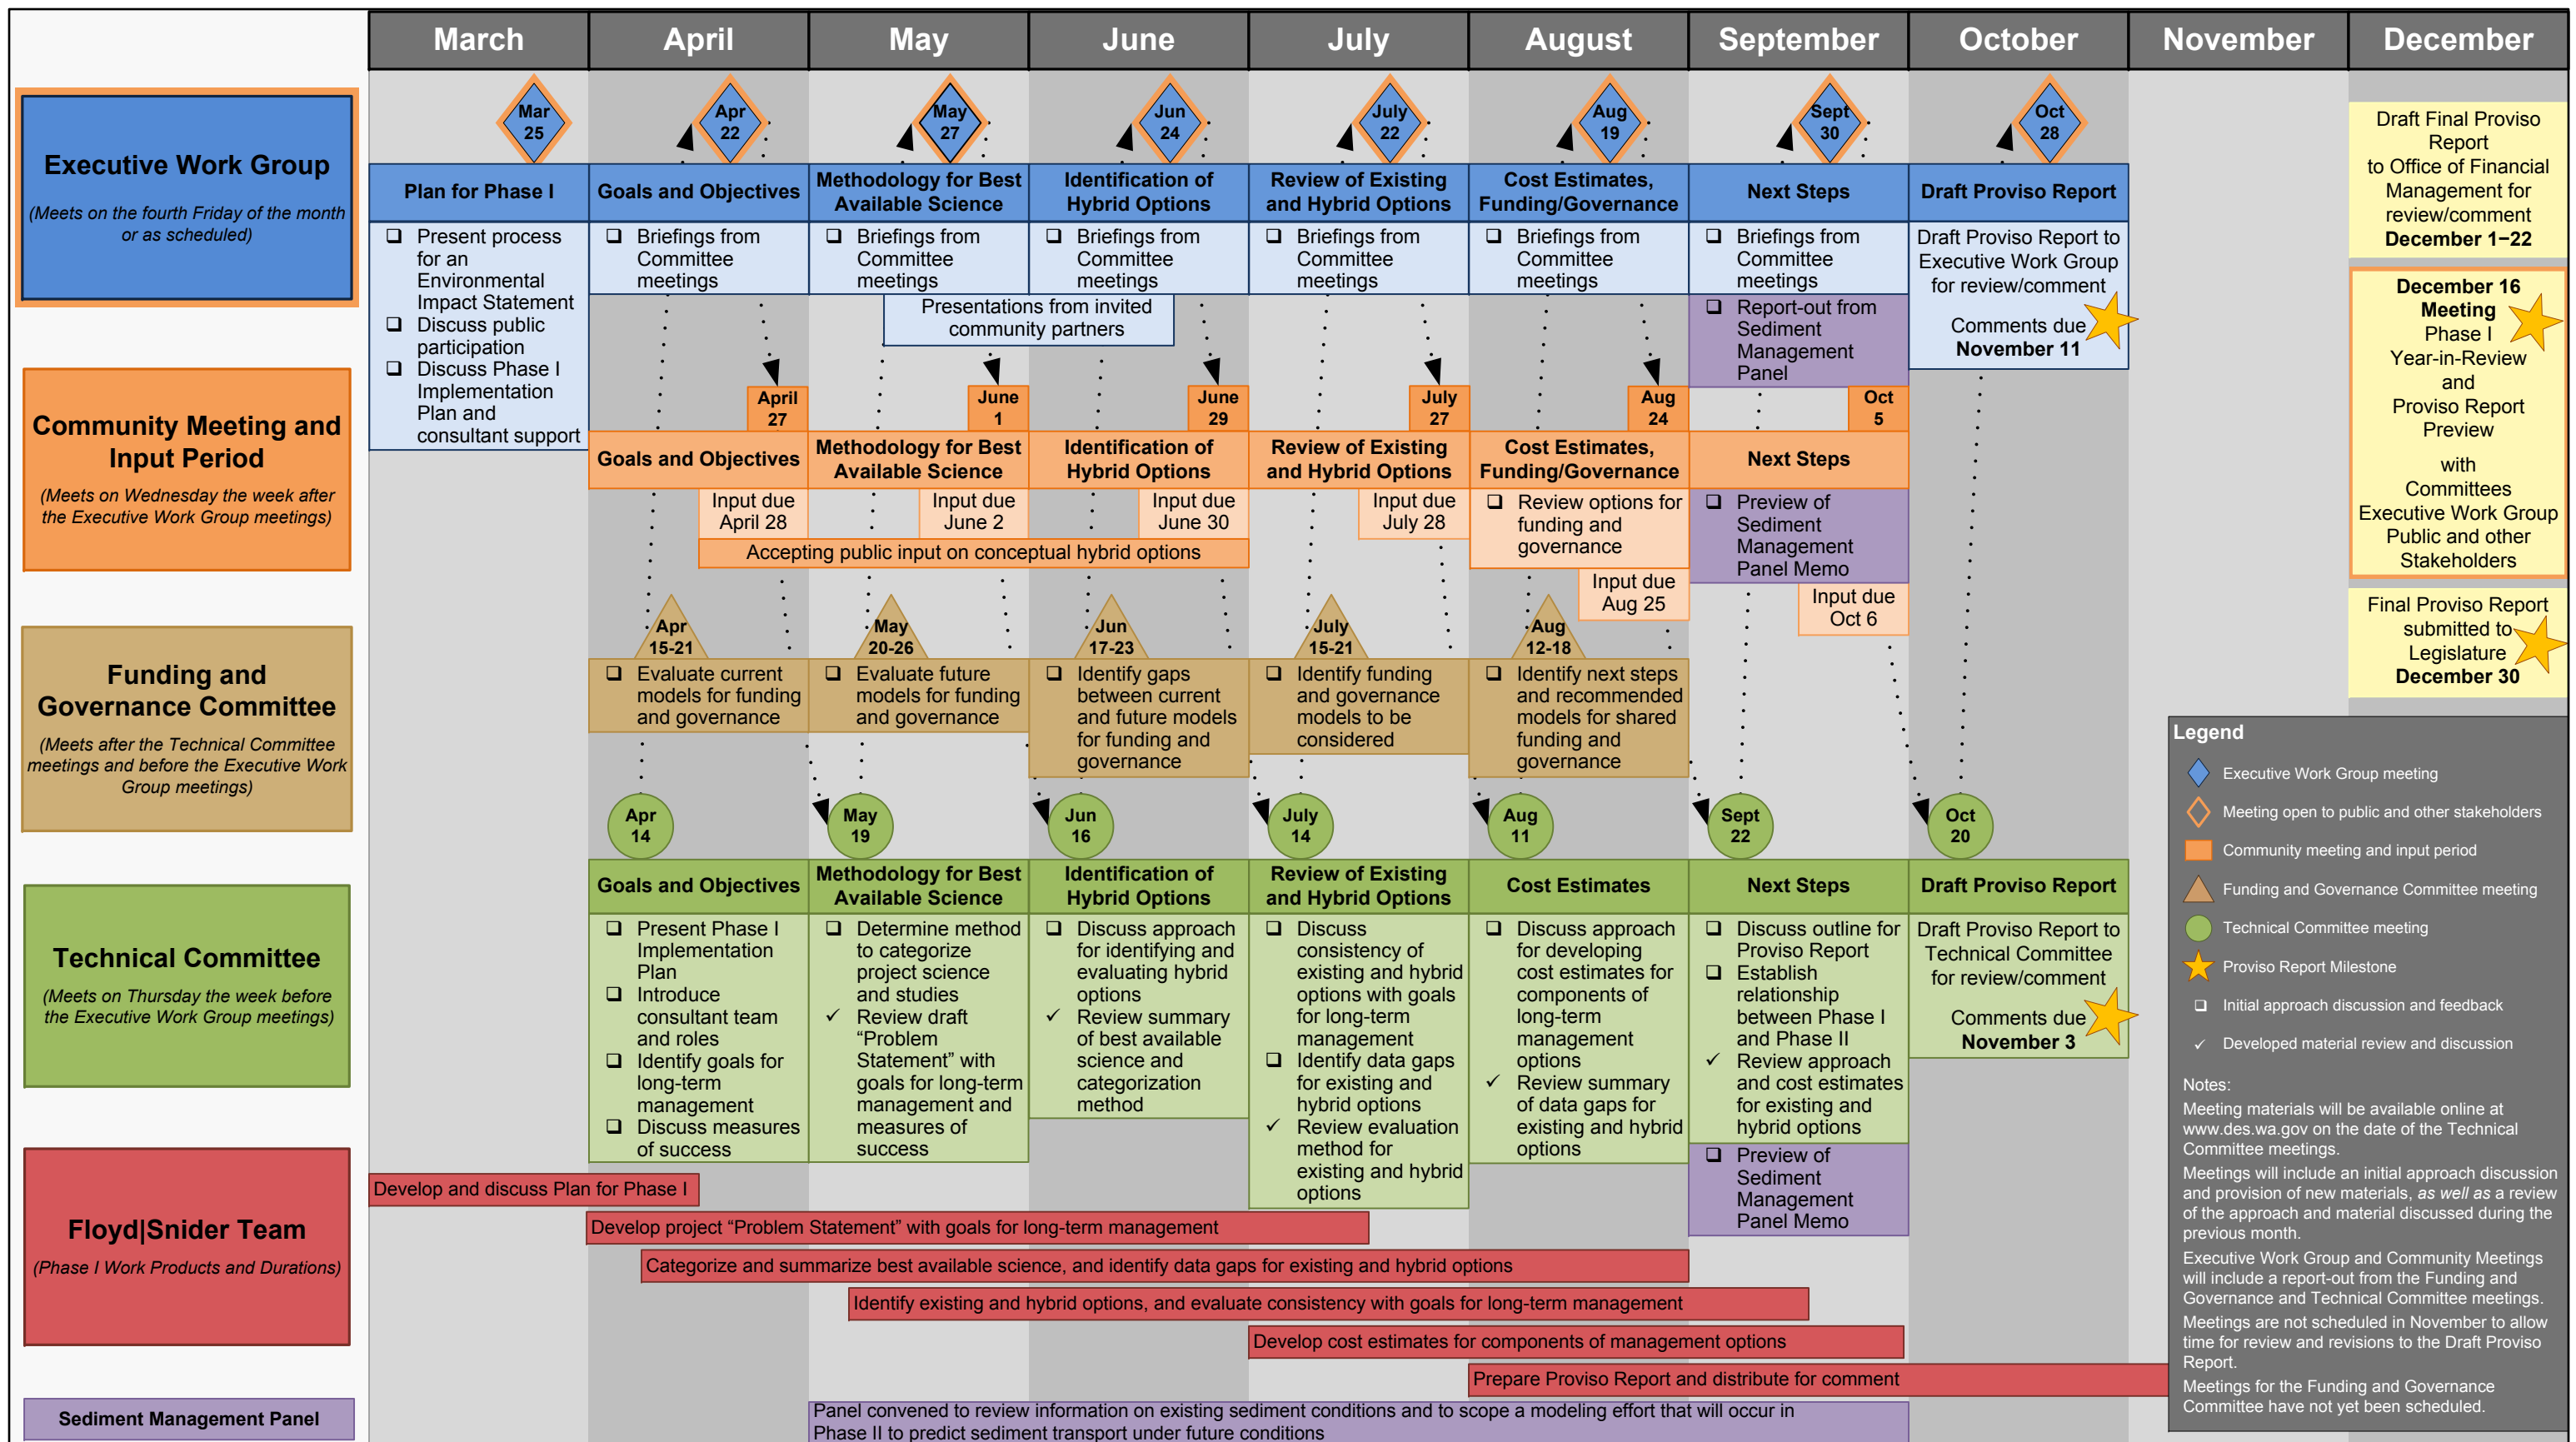 March
April
May
June
July
August
September
October
November
December
Executive Work Group
(Meets on the fourth Friday of the month
or as scheduled)
Mar
25
Apr
22
May
27
Jun
24
July
22
Aug
19
Sept
30
Oct
28
Plan for Phase I
❑ Present process
for an
Environmental
Impact Statement
❑ Discuss public
participation
❑ Discuss Phase I
Implementation
Plan and
consultant support
Goals and Objectives
❑ Briefings from
Committee
meetings
Methodology for Best
Available Science
❑ Briefings from
Committee
meetings
Identification of
Hybrid Options
❑ Briefings from
Committee
meetings
Presentations from invited
community partners
Review of Existing
and Hybrid Options
❑ Briefings from
Committee
meetings
Cost Estimates,
Funding/Governance
❑ Briefings from
Committee
meetings
Next Steps
❑ Briefings from
Committee
meetings
❑ Report-out from
Sediment
Management
Panel
Draft Proviso Report
Draft Proviso Report to
Executive Work Group
for review/comment
Comments due
November 11
Draft Final Proviso
Report
to Office of Financial
Management for
review/comment
December 1–22
December 16
Meeting
Phase I
Year-in-Review
and
Proviso Report
Preview
with
Committees
Executive Work Group
Public and other
Stakeholders
Final Proviso Report
submitted to
Legislature
December 30
Community Meeting and
Input Period
(Meets on Wednesday the week after
the Executive Work Group meetings)
April
27
June
1
June
29
July
27
Aug
24
Oct
5
Goals and Objectives
Input due
April 28
Methodology for Best
Available Science
Input due
June 2
Identification of
Hybrid Options
Input due
June 30
Accepting public input on conceptual hybrid options
Review of Existing
and Hybrid Options
Input due
July 28
Cost Estimates,
Funding/Governance
❑ Review options for
funding and
governance
Input due
Aug 25
Next Steps
❑ Preview of
Sediment
Management
Panel Memo
Input due
Oct 6
Funding and
Governance Committee
(Meets after the Technical Committee
meetings and before the Executive Work
Group meetings)
Apr
15-21
May
20-26
Jun
17-23
July
15-21
Aug
12-18
❑ Evaluate current
models for funding
and governance
❑ Evaluate future
models for funding
and governance
❑ Identify gaps
between current
and future models
for funding and
governance
❑ Identify funding
and governance
models to be
considered
❑ Identify next steps
and recommended
models for shared
funding and
governance
Technical Committee
(Meets on Thursday the week before
the Executive Work Group meetings)
Apr
14
May
19
Jun
16
July
14
Aug
11
Sept
22
Oct
20
Goals and Objectives
❑ Present Phase I
Implementation
Plan
❑ Introduce
consultant team
and roles
❑ Identify goals for
long-term
management
❑ Discuss measures
of success
Methodology for Best
Available Science
❑ Determine method
to categorize
project science
and studies
✓ Review draft
“Problem
Statement” with
goals for long-term
management and
measures of
success
Identification of
Hybrid Options
❑ Discuss approach
for identifying and
evaluating hybrid
options
✓ Review summary
of best available
science and
categorization
method
Review of Existing
and Hybrid Options
❑ Discuss
consistency of
existing and hybrid
options with goals
for long-term
management
❑ Identify data gaps
for existing and
hybrid options
✓ Review evaluation
method for
existing and hybrid
options
Cost Estimates
❑ Discuss approach
for developing
cost estimates for
components of
long-term
management
options
✓ Review summary
of data gaps for
existing and hybrid
options
Next Steps
❑ Discuss outline for
Proviso Report
❑ Establish
relationship
between Phase I
and Phase II
✓ Review approach
and cost estimates
for existing and
hybrid options
❑ Preview of
Sediment
Management
Panel Memo
Draft Proviso Report
Draft Proviso Report to
Technical Committee
for review/comment
Comments due
November 3
Floyd|Snider Team
(Phase I Work Products and Durations)
Develop and discuss Plan for Phase I
Develop project “Problem Statement” with goals for long-term management
Categorize and summarize best available science, and identify data gaps for existing and hybrid options
Identify existing and hybrid options, and evaluate consistency with goals for long-term management
Develop cost estimates for components of management options
Prepare Proviso Report and distribute for comment
Sediment Management Panel
Panel convened to review information on existing sediment conditions and to scope a modeling effort that will occur in
Phase II to predict sediment transport under future conditions
Legend
Executive Work Group meeting
Meeting open to public and other stakeholders
Community meeting and input period
Funding and Governance Committee meeting
Technical Committee meeting
Proviso Report Milestone
❑ Initial approach discussion and feedback
✓ Developed material review and discussion
Notes:
Meeting materials will be available online at
www.des.wa.gov on the date of the Technical
Committee meetings.
Meetings will include an initial approach discussion
and provision of new materials, as well as a review
of the approach and material discussed during the
previous month.
Executive Work Group and Community Meetings
will include a report-out from the Funding and
Governance and Technical Committee meetings.
Meetings are not scheduled in November to allow
time for review and revisions to the Draft Proviso
Report.
Meetings for the Funding and Governance
Committee have not yet been scheduled.